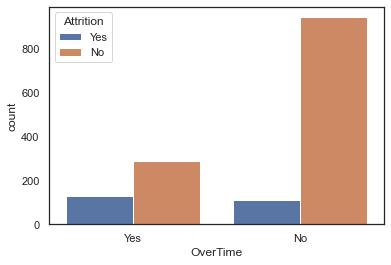 Attrition
Yes
No
800
600
400
200
0
count
Yes
No
OverTime